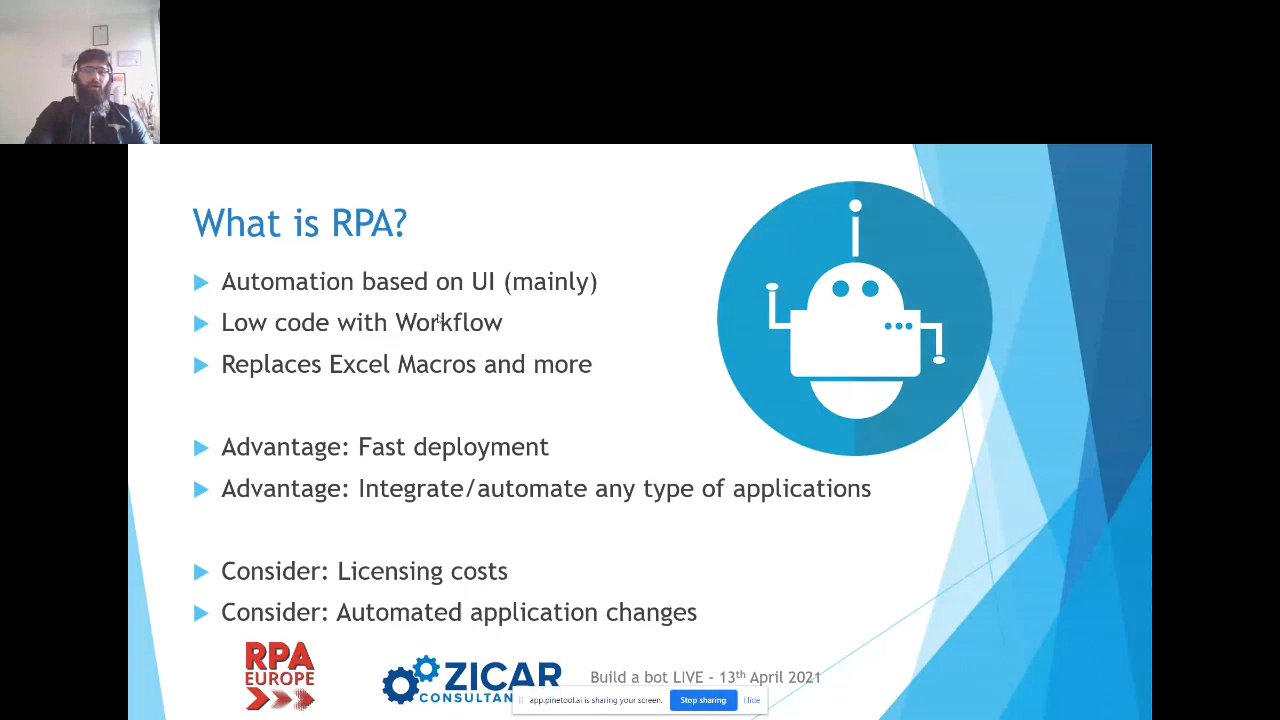 What is RPA?
Automation based on UI (mainly)
Low code with Workflow
Replaces Excel Macros and more
Advantage: Fast deployment
Advantage: Integrate/automate any type of applications
Consider: Licensing costs
Consider: Automated application changes
RPA
EUROPE
ZICAR
CONSULTAN
Build a bot LIVE - 13th April 2021
app.pinetool.ai is sharing your screen.
Stop sharing
Hide